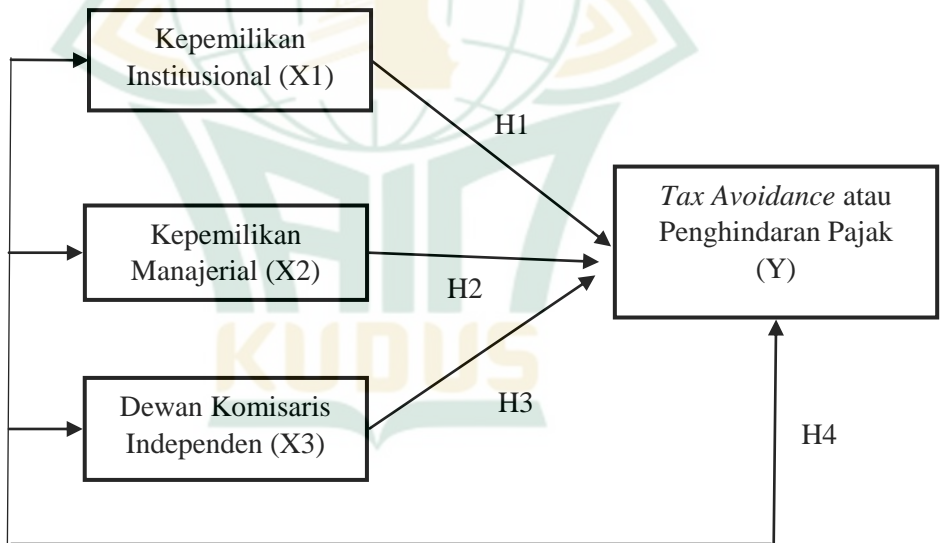 Kepemilikan
Institusional (X1)
H1
Tax Avoidance atau
Penghindaran Pajak
(Y)
Kepemilikan
Manajerial (X2)
H2
Dewan Komisaris
Independen (X3)
H3
H4
IAIN
KUDUS